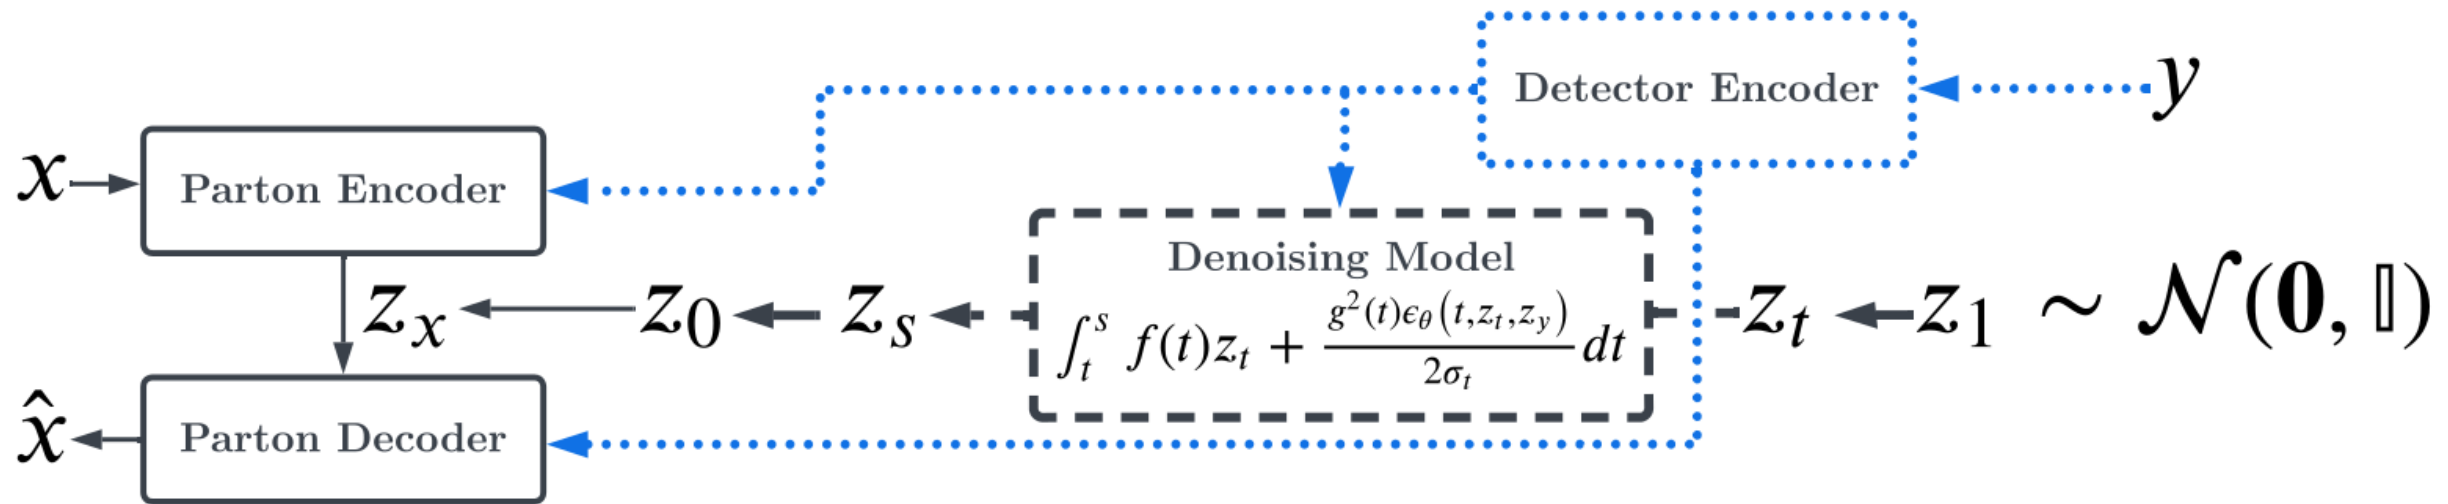 Detector Encoder
y
x
Parton Encoder
Denoising Model
∫_t^s f(t)z_t + g²(t)ϵ_θ(t,z_t,z_y) / 2σ_t dt
z_x
z_0
z_s
z_t
z_1 ∼ 𝒩(𝟎, 𝕀)
x̂
Parton Decoder